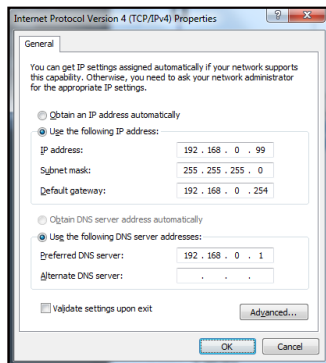 Internet Protocol Version 4 (TCP/IPv4) Properties
General
You can get IP settings assigned automatically if your network supports
this capability. Otherwise, you need to ask your network administrator
for the appropriate IP settings.
Obtain an IP address automatically
Use the following IP address:
IP address: 192 . 168 . 0 . 99
Subnet mask: 255 . 255 . 255 . 0
Default gateway: 192 . 168 . 0 . 254
Obtain DNS server address automatically
Use the following DNS server addresses:
Preferred DNS server: 192 . 168 . 0 . 1
Alternate DNS server: . . .
Validate settings upon exit
Advanced...
OK Cancel